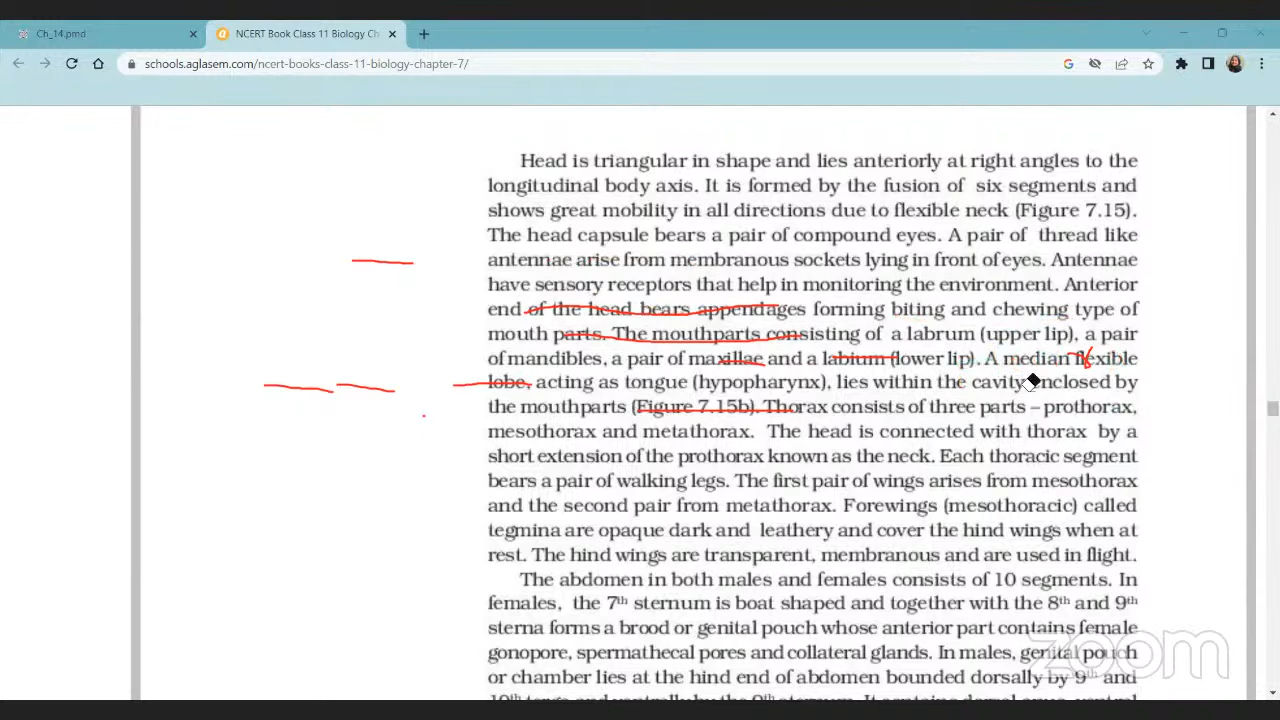 Ch_14.pmd
NCERT Book Class 11 Biology Ch
schools.aglasem.com/ncert-books-class-11-biology-chapter-7/
Head is triangular in shape and lies anteriorly at right angles to the
longitudinal body axis. It is formed by the fusion of six segments and
shows great mobility in all directions due to flexible neck (Figure 7.15).
The head capsule bears a pair of compound eyes. A pair of thread like
antennae arise from membranous sockets lying in front of eyes. Antennae
have sensory receptors that help in monitoring the environment. Anterior
end of the head bears appendages forming biting and chewing type of
mouth parts. The mouthparts consisting of a labrum (upper lip), a pair
of mandibles, a pair of maxillae and a labium (lower lip). A median flexible
lobe, acting as tongue (hypopharynx), lies within the cavity enclosed by
the mouthparts (Figure 7.15b). Thorax consists of three parts – prothorax,
mesothorax and metathorax. The head is connected with thorax by a
short extension of the prothorax known as the neck. Each thoracic segment
bears a pair of walking legs. The first pair of wings arises from mesothorax
and the second pair from metathorax. Forewings (mesothoracic) called
tegmina are opaque dark and leathery and cover the hind wings when at
rest. The hind wings are transparent, membranous and are used in flight.
The abdomen in both males and females consists of 10 segments. In
females, the 7th sternum is boat shaped and together with the 8th and 9th
sterna forms a brood or genital pouch whose anterior part contains female
gonopore, spermathecal pores and collateral glands. In males, genital pouch
or chamber lies at the hind end of abdomen bounded dorsally by 9th and
zoom